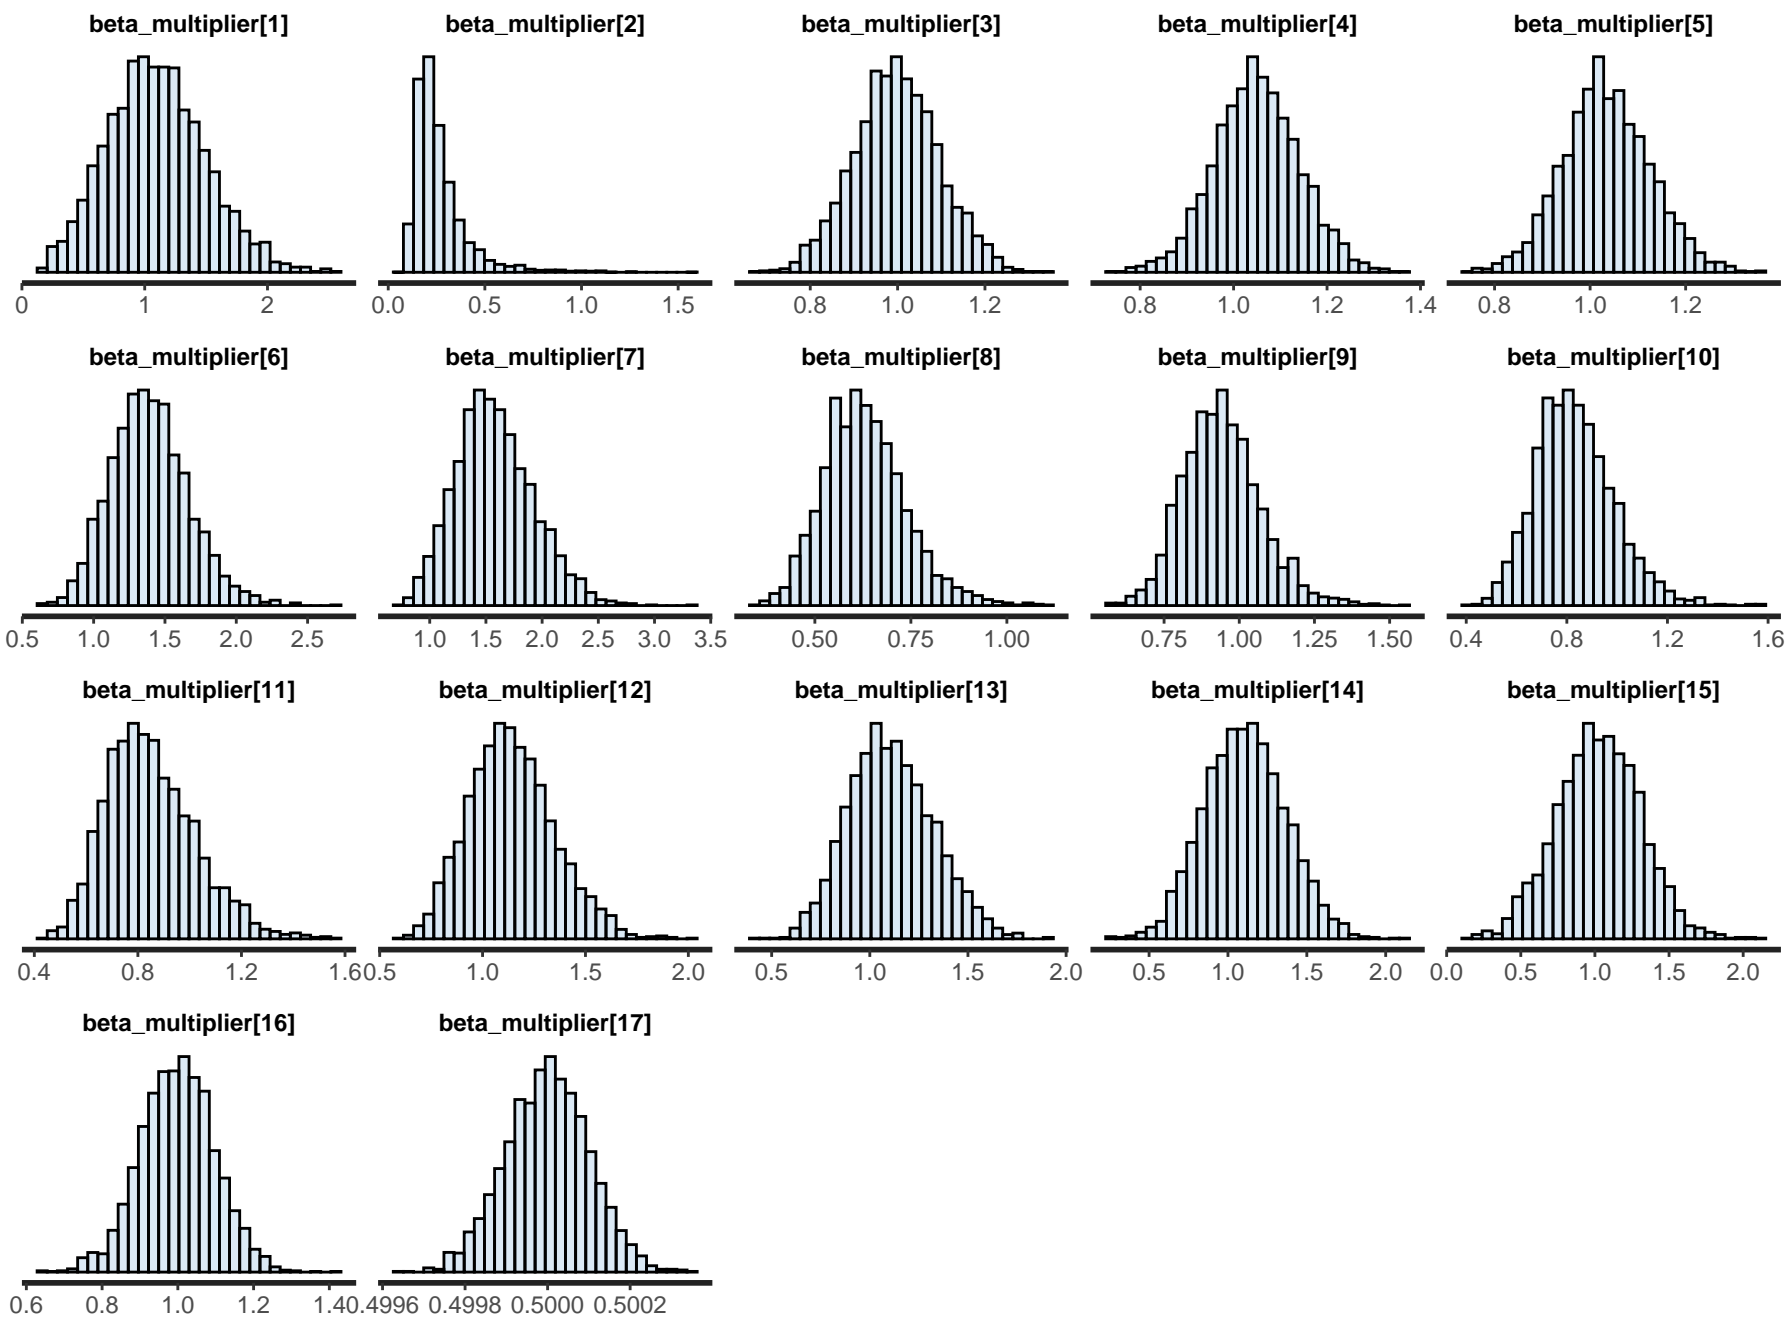 beta_multiplier[1] beta_multiplier[2] beta_multiplier[3] beta_multiplier[4] beta_multiplier[5]
0 1 2 0.0 0.5 1.0 1.5 0.8 1.0 1.2 0.8 1.0 1.2 1.4 0.8 1.0 1.2
beta_multiplier[6] beta_multiplier[7] beta_multiplier[8] beta_multiplier[9] beta_multiplier[10]
0.5 1.0 1.5 2.0 2.5 1.0 1.5 2.0 2.5 3.0 3.5 0.50 0.75 1.00 0.75 1.00 1.25 1.50 0.4 0.8 1.2 1.6
beta_multiplier[11] beta_multiplier[12] beta_multiplier[13] beta_multiplier[14] beta_multiplier[15]
0.4 0.8 1.2 1.6 0.5 1.0 1.5 2.0 0.5 1.0 1.5 2.0 0.5 1.0 1.5 2.0 0.0 0.5 1.0 1.5 2.0
beta_multiplier[16] beta_multiplier[17]
0.6 0.8 1.0 1.2 1.4 0.4996 0.4998 0.5000 0.5002